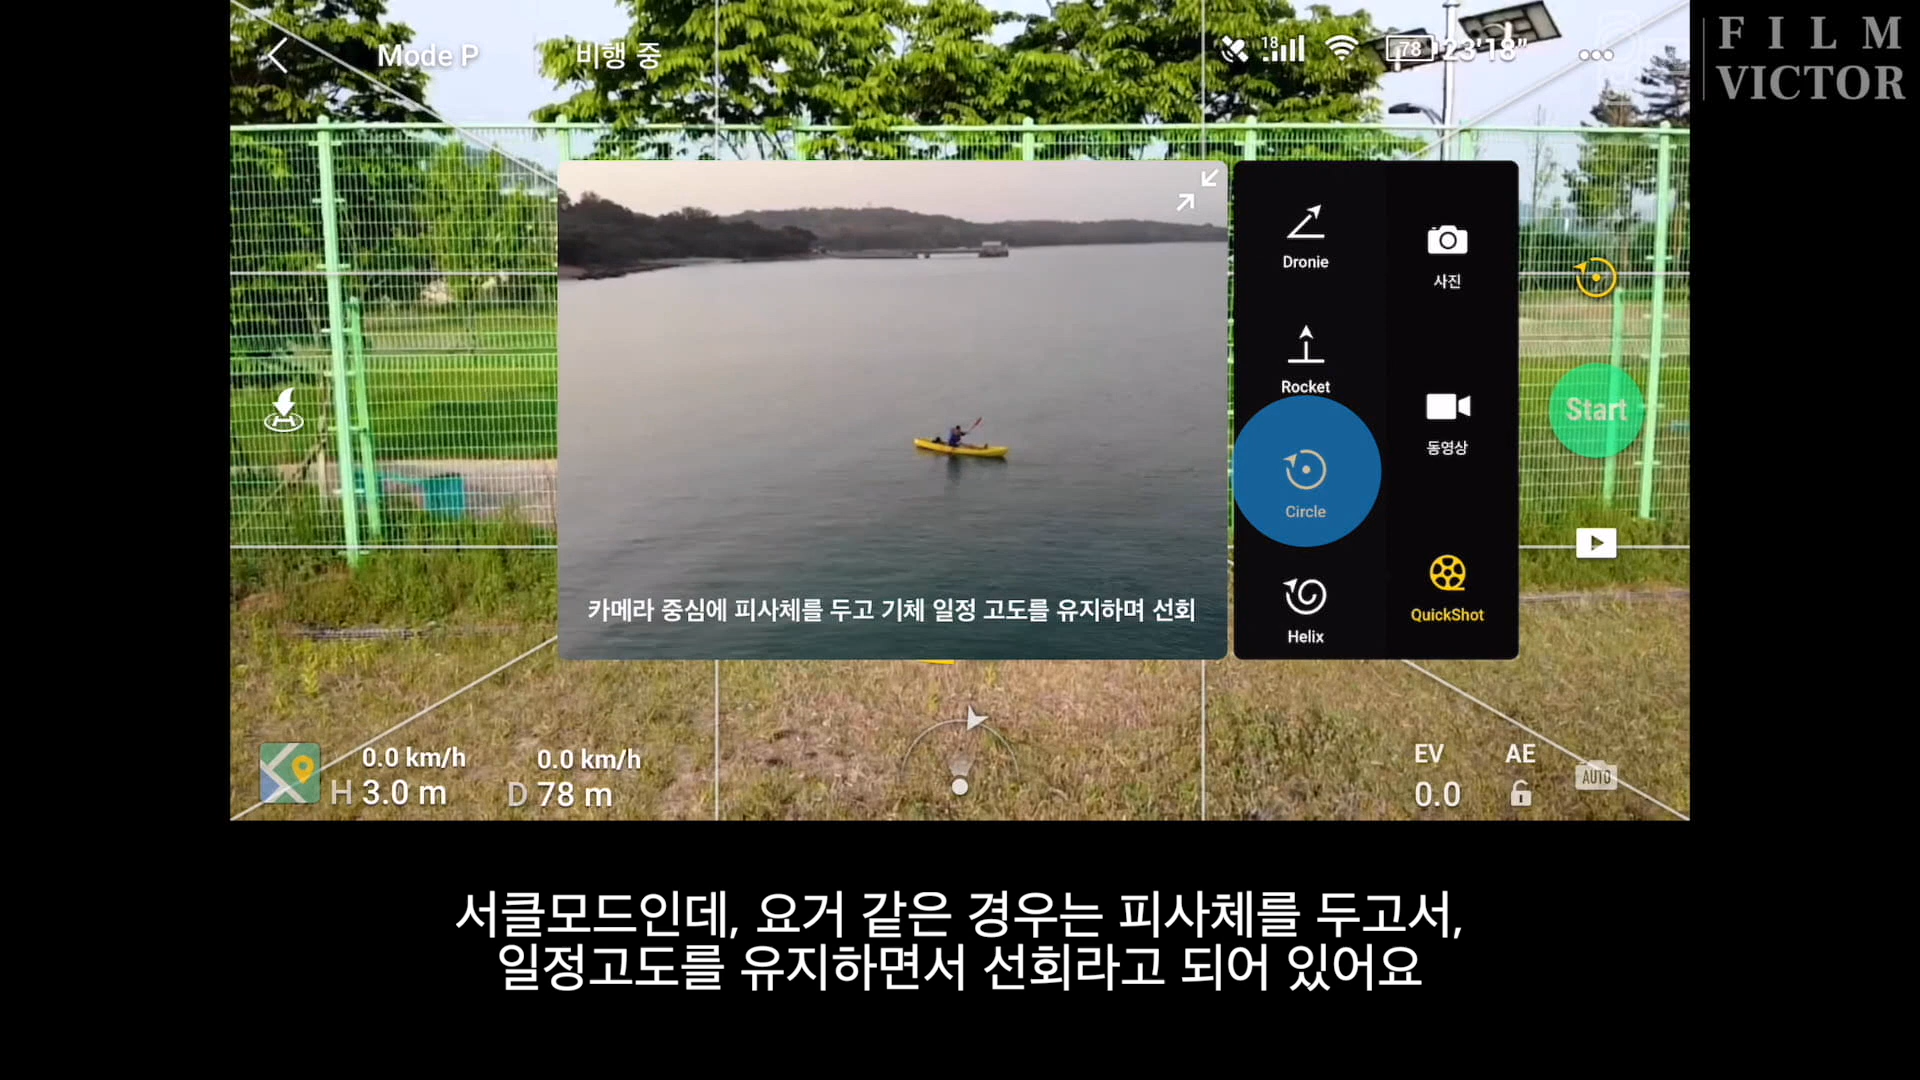 Mode P
비행 중
18
78
23'18"
FILM
VICTOR
Dronie
사진
Rocket
Start
동영상
Circle
QuickShot
카메라 중심에 피사체를 두고 기체 일정 고도를 유지하며 선회
Helix
0.0 km/h
0.0 km/h
EV
AE
H 3.0 m
D 78 m
0.0
AUTO
서클모드인데, 요거 같은 경우는 피사체를 두고서,
일정고도를 유지하면서 선회라고 되어 있어요